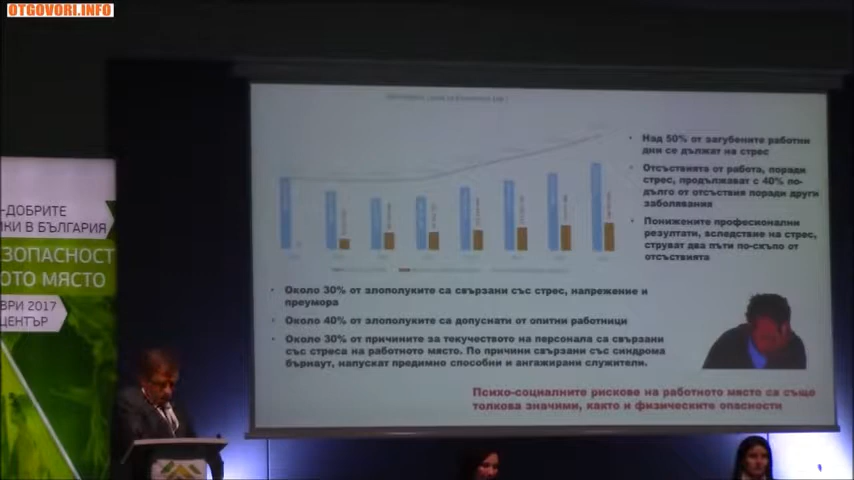 OTGOVORI.INFO
-ДОБРИТЕ
КИ В БЪЛГАРИЯ
ЗОПАСНОСТ
ОТО МЯСТО
ВРИ 2017
ЦЕНТЪР
• Над 50% от загубените работни
дни се дължат на стрес
• Отсъствията от работа, поради
стрес, продължават с 40% по-
дълго от отсъствия поради други
заболявания
• Понижените професионални
резултати, вследствие на стрес,
струват два пъти по-скъпо от
отсъствията
• Около 30% от злополуките са свързани със стрес, напрежение и
преумора
• Около 40% от злополуките са допуснати от опитни работници
• Около 30% от причините за текучеството на персонала са свързани
със стреса на работното място. По причини свързани със синдрома
бърнаут, напускат предимно способни и ангажирани служители.
Психо-социалните рискове на работното място са също
толкова значими, както и физическите опасности